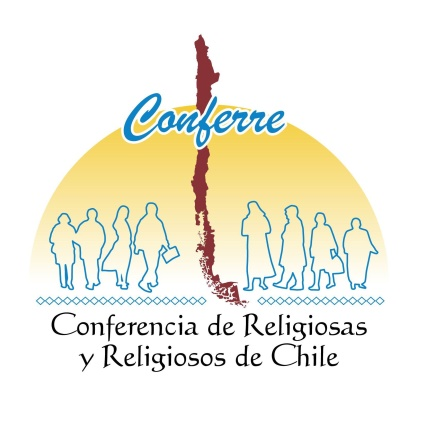 Conferre
Conferencia de Religiosas
y Religiosos de Chile